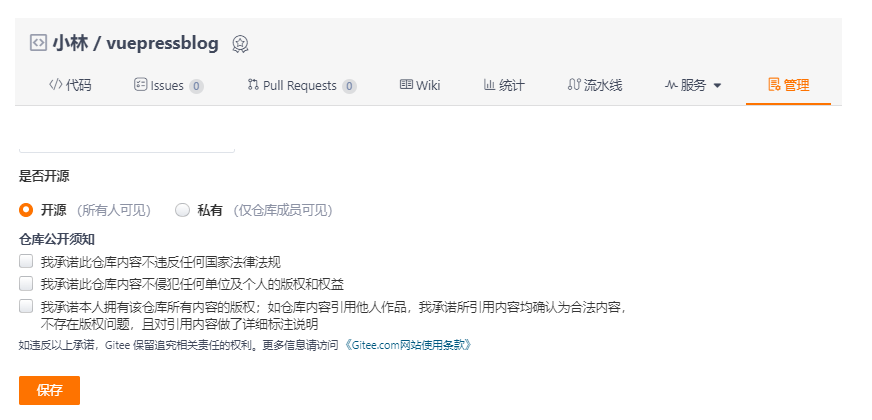 小林 / vuepressblog
代码 Issues 0 Pull Requests 0 Wiki 统计 流水线 服务 管理
是否开源
开源 (所有人可见) 私有 (仅仓库成员可见)
仓库公开须知
我承诺此仓库内容不违反任何国家法律法规
我承诺此仓库内容不侵犯任何单位及个人的版权和权益
我承诺本人拥有该仓库所有内容的版权；如仓库内容引用他人作品，我承诺所引用内容均确认为合法内容，
不存在版权问题，且对引用内容做了详细标注说明
如违反以上承诺，Gitee 保留追究相关责任的权利。更多信息请访问 《Gitee.com网站使用条款》
保存